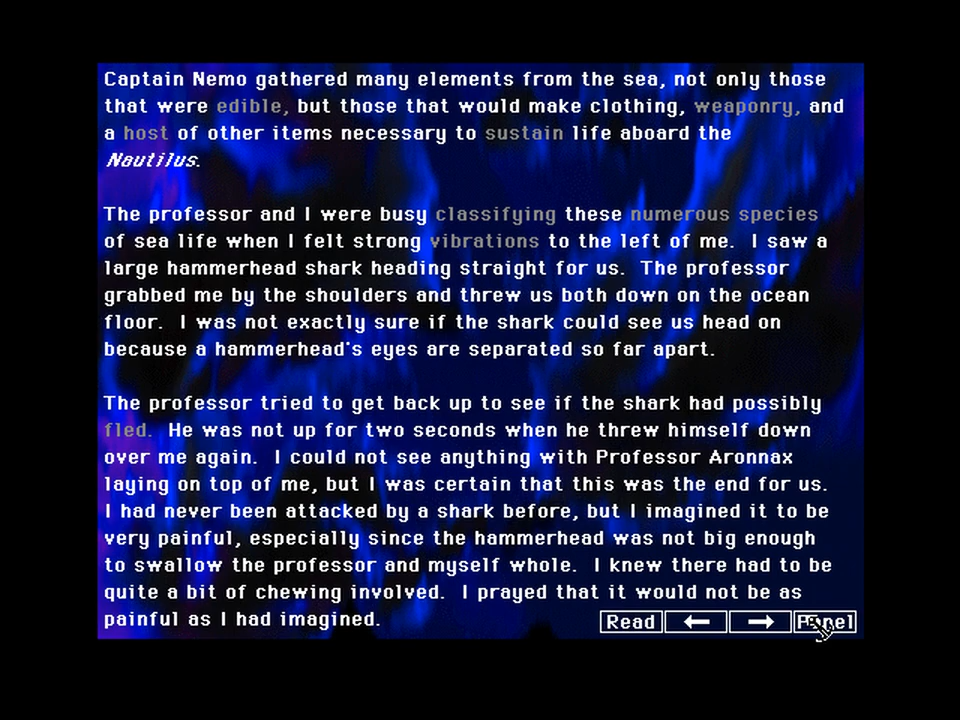 Captain Nemo gathered many elements from the sea, not only those
that were edible, but those that would make clothing, weaponry, and
a host of other items necessary to sustain life aboard the
Nautilus.
The professor and I were busy classifying these numerous species
of sea life when I felt strong vibrations to the left of me. I saw a
large hammerhead shark heading straight for us. The professor
grabbed me by the shoulders and threw us both down on the ocean
floor. I was not exactly sure if the shark could see us head on
because a hammerhead's eyes are separated so far apart.
The professor tried to get back up to see if the shark had possibly
fled. He was not up for two seconds when he threw himself down
over me again. I could not see anything with Professor Aronnax
laying on top of me, but I was certain that this was the end for us.
I had never been attacked by a shark before, but I imagined it to be
very painful, especially since the hammerhead was not big enough
to swallow the professor and myself whole. I knew there had to be
quite a bit of chewing involved. I prayed that it would not be as
painful as I had imagined.
Read ← → Panel